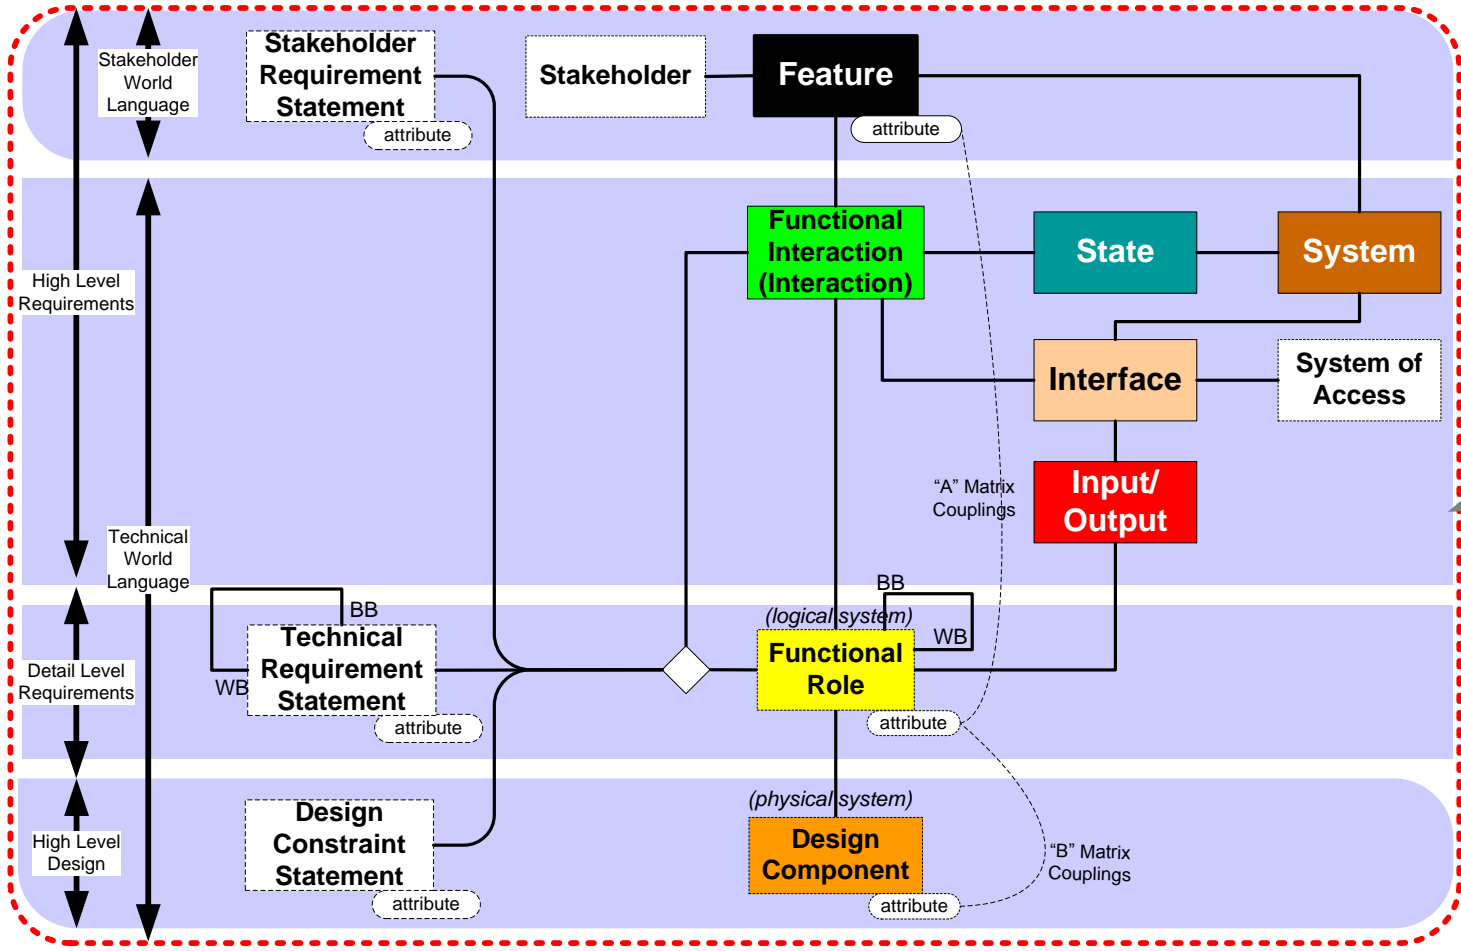 Stakeholder
World
Language
Stakeholder
Requirement
Statement
attribute
Stakeholder
Feature
attribute
High Level
Requirements
Functional
Interaction
(Interaction)
State
System
Interface
System of
Access
"A" Matrix
Couplings
Input/
Output
Technical
World
Language
Detail Level
Requirements
BB
WB
Technical
Requirement
Statement
attribute
(logical system)
BB
WB
Functional
Role
attribute
High Level
Design
Design
Constraint
Statement
attribute
(physical system)
Design
Component
attribute
"B" Matrix
Couplings